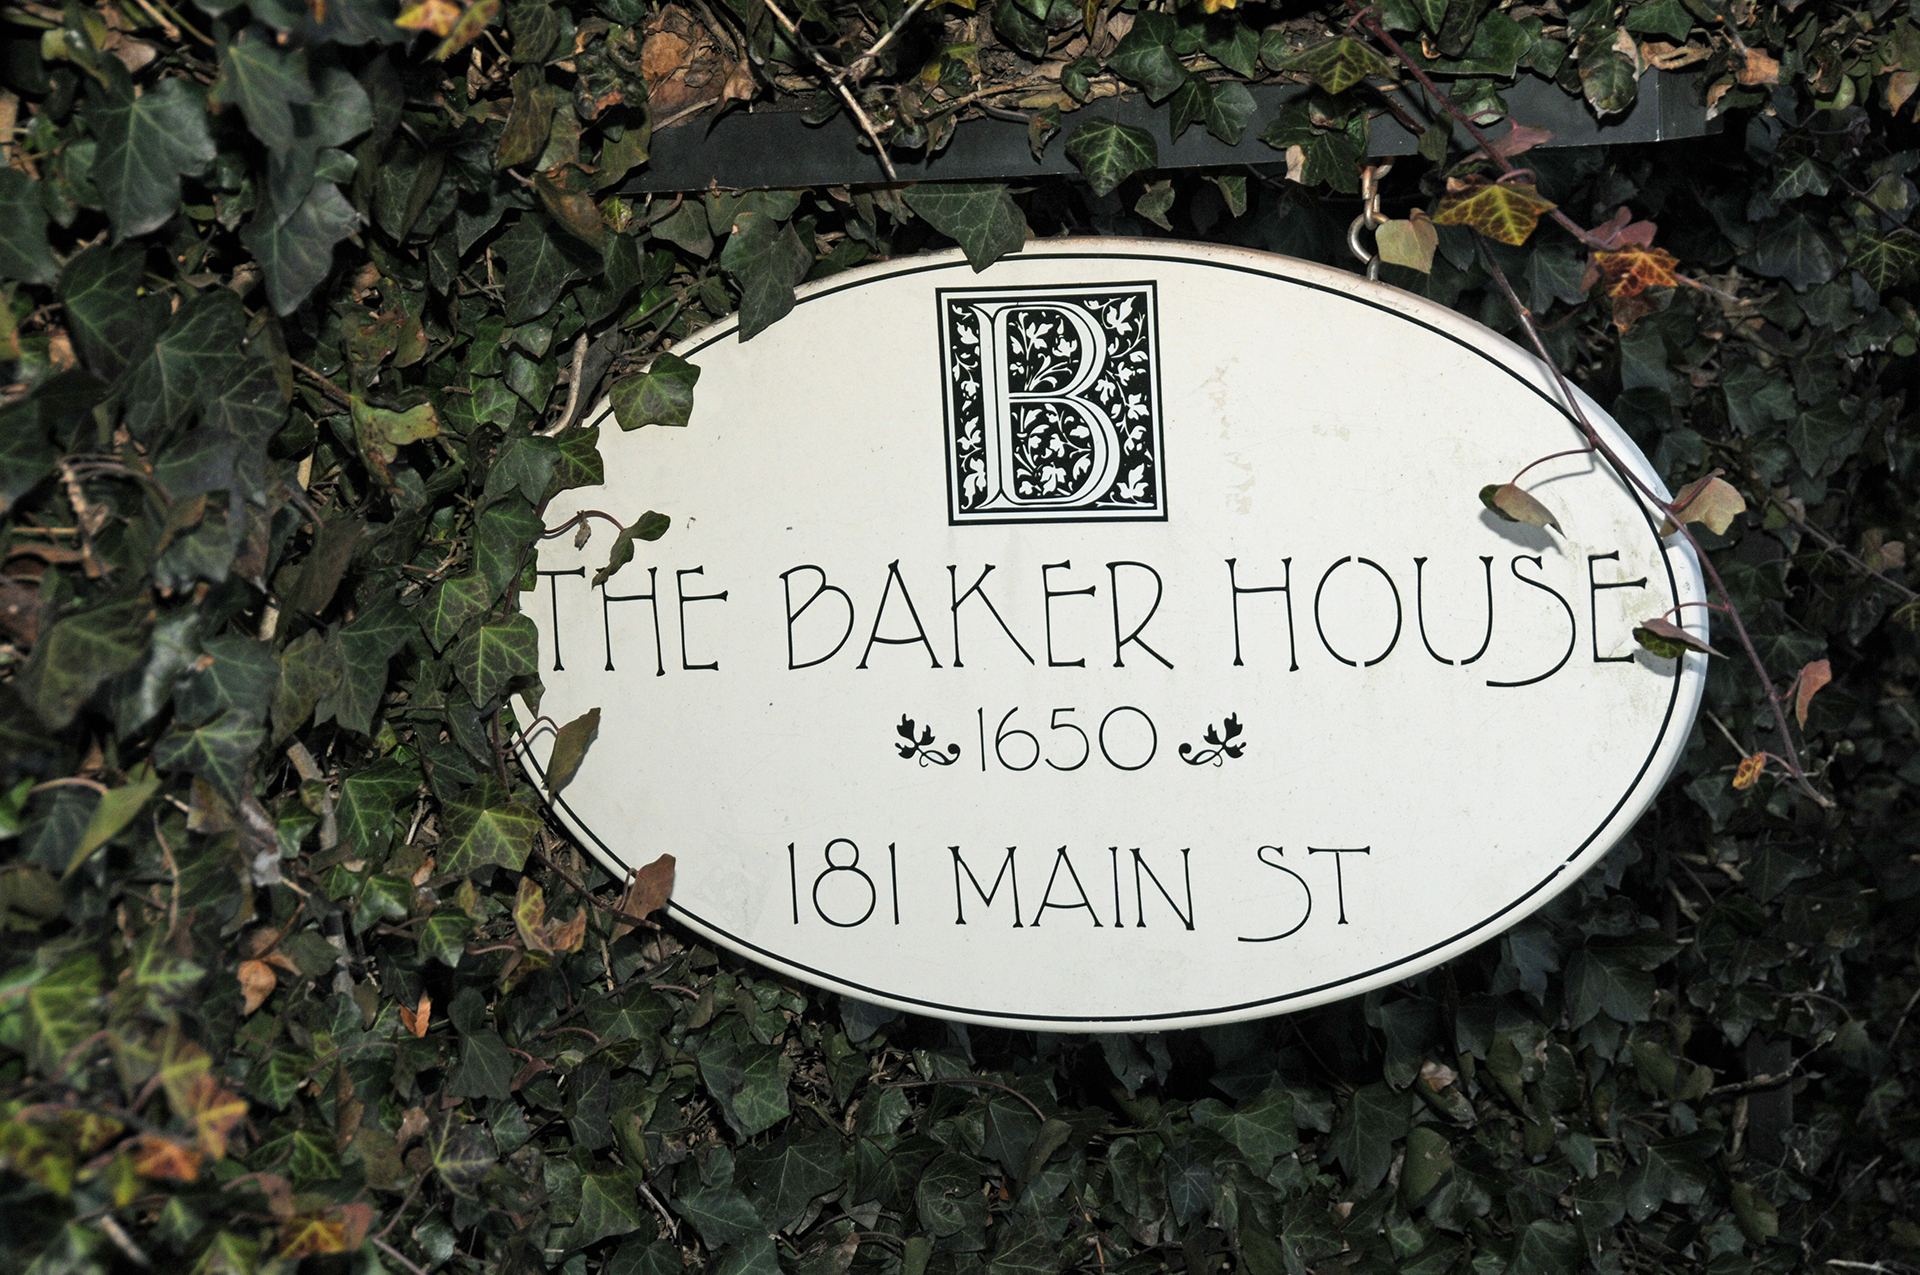 B
THE BAKER HOUSE
1650
181 MAIN ST